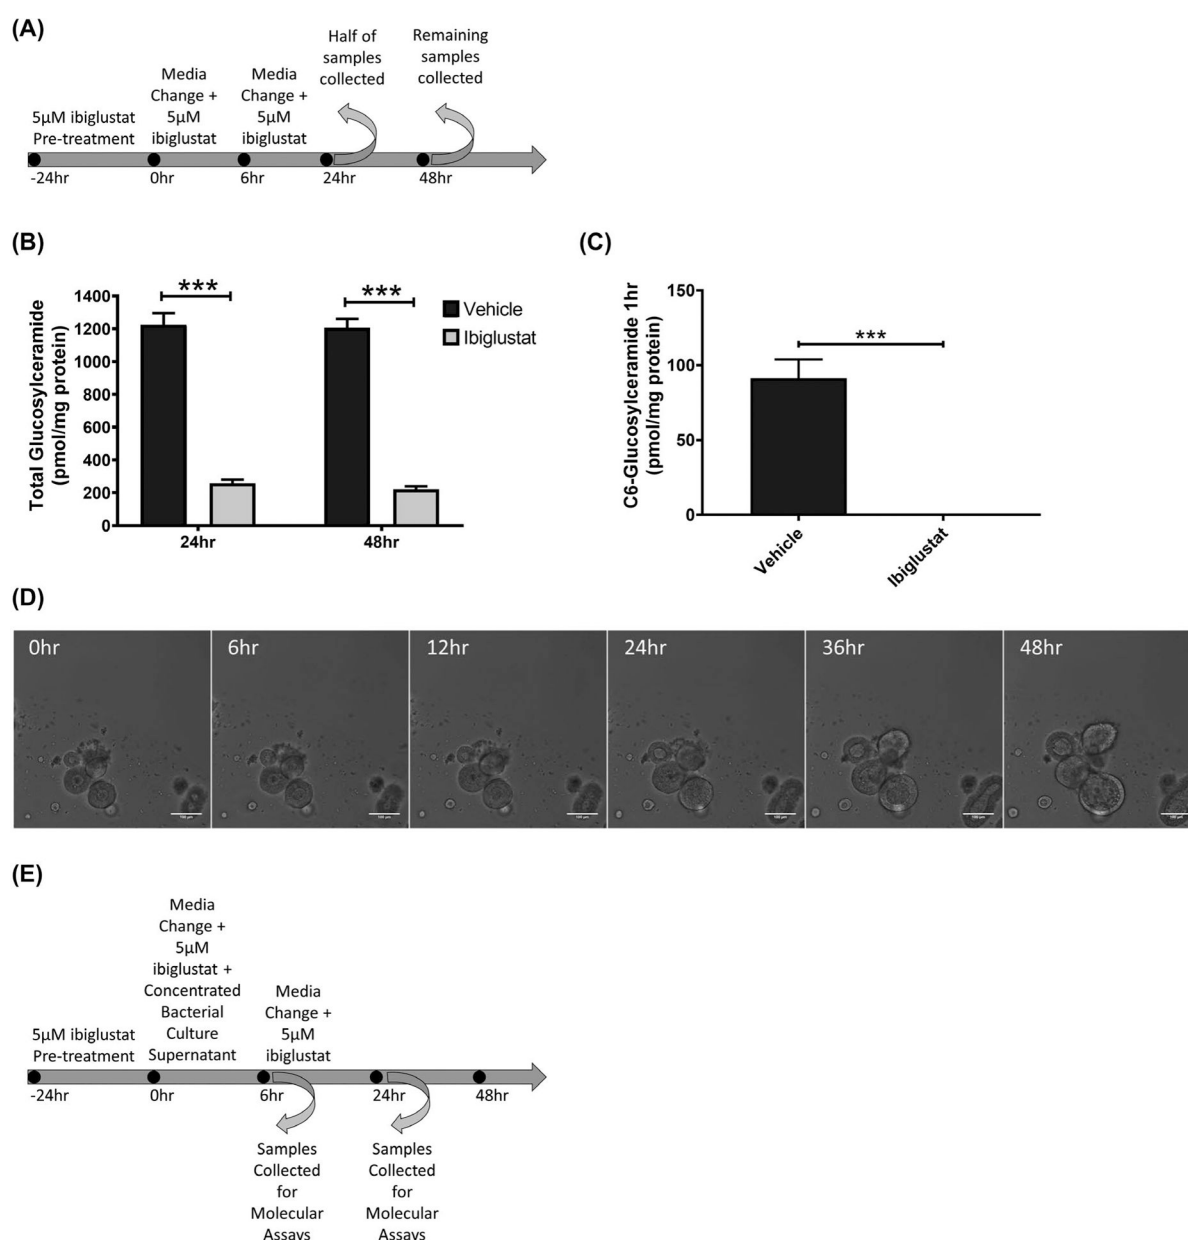 (A)
Half of
samples
collected
Remaining
samples
collected
Media
Change +
5µM
ibiglustat
Media
Change +
5µM
ibiglustat
5µM ibiglustat
Pre-treatment
-24hr
0hr
6hr
24hr
48hr
(B)
Total Glucosylceramide
(pmol/mg protein)
1400
1200
1000
800
600
400
200
0
***
***
24hr
48hr
Vehicle
Ibiglustat
(C)
C6-Glucosylceramide 1hr
(pmol/mg protein)
150
100
50
0
***
Vehicle
Ibiglustat
(D)
0hr
6hr
12hr
24hr
36hr
48hr
(E)
Media
Change +
5µM
ibiglustat +
Concentrated
Bacterial
Culture
Supernatant
Media
Change +
5µM
ibiglustat
5µM ibiglustat
Pre-treatment
-24hr
0hr
6hr
24hr
48hr
Samples
Collected
for
Molecular
Assays
Samples
Collected
for
Molecular
Assays